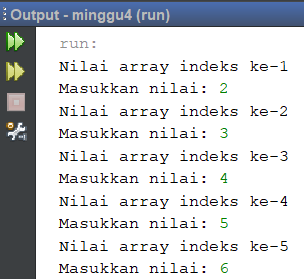 Output - minggu4 (run)
run:
Nilai array indeks ke-1
Masukkan nilai: 2
Nilai array indeks ke-2
Masukkan nilai: 3
Nilai array indeks ke-3
Masukkan nilai: 4
Nilai array indeks ke-4
Masukkan nilai: 5
Nilai array indeks ke-5
Masukkan nilai: 6